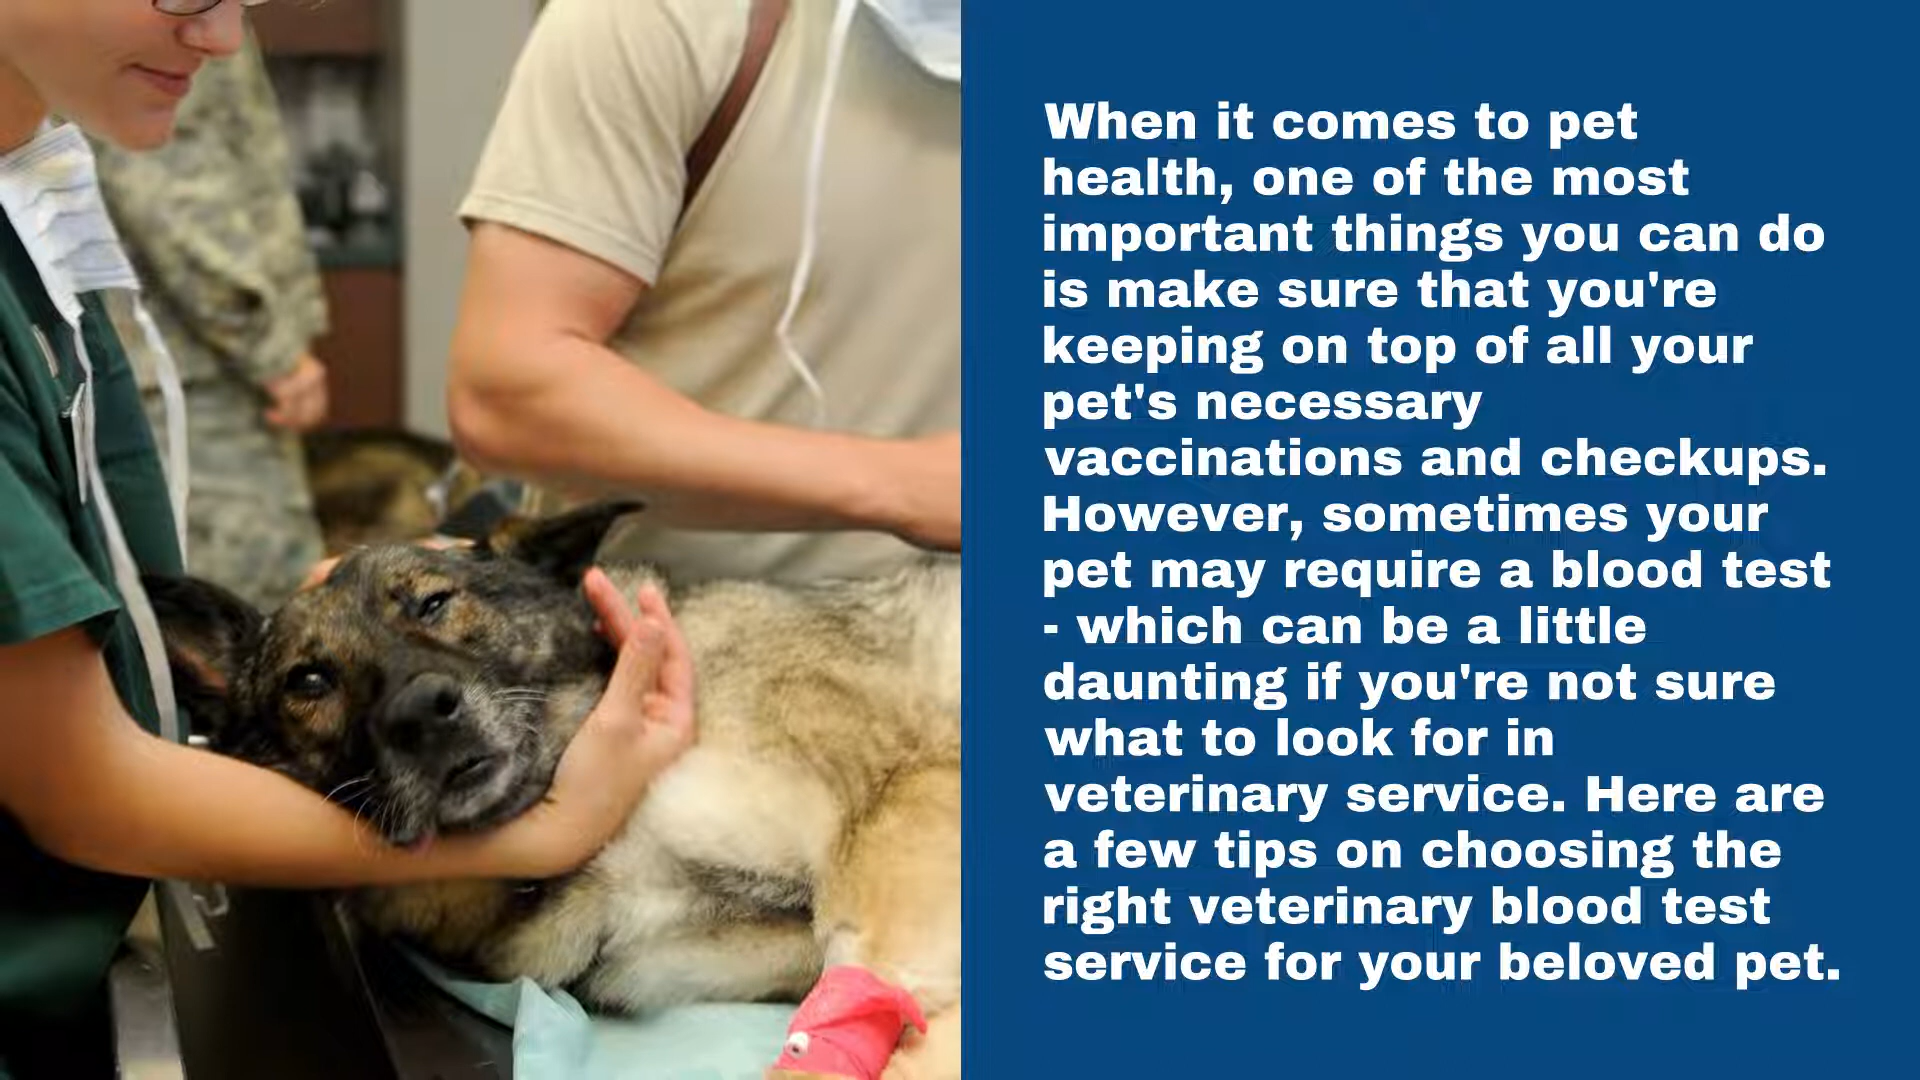 When it comes to pet
health, one of the most
important things you can do
is make sure that you're
keeping on top of all your
pet's necessary
vaccinations and checkups.
However, sometimes your
pet may require a blood test
- which can be a little
daunting if you're not sure
what to look for in
veterinary service. Here are
a few tips on choosing the
right veterinary blood test
service for your beloved pet.